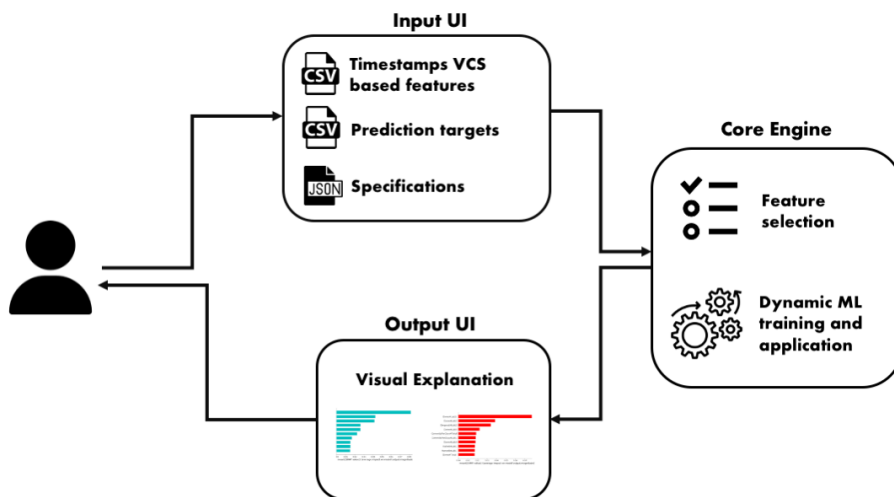 Input UI
CSV
Timestamps VCS
based features
CSV
Prediction targets
JSON
Specifications
Core Engine
Feature
selection
Dynamic ML
training and
application
Output UI
Visual Explanation